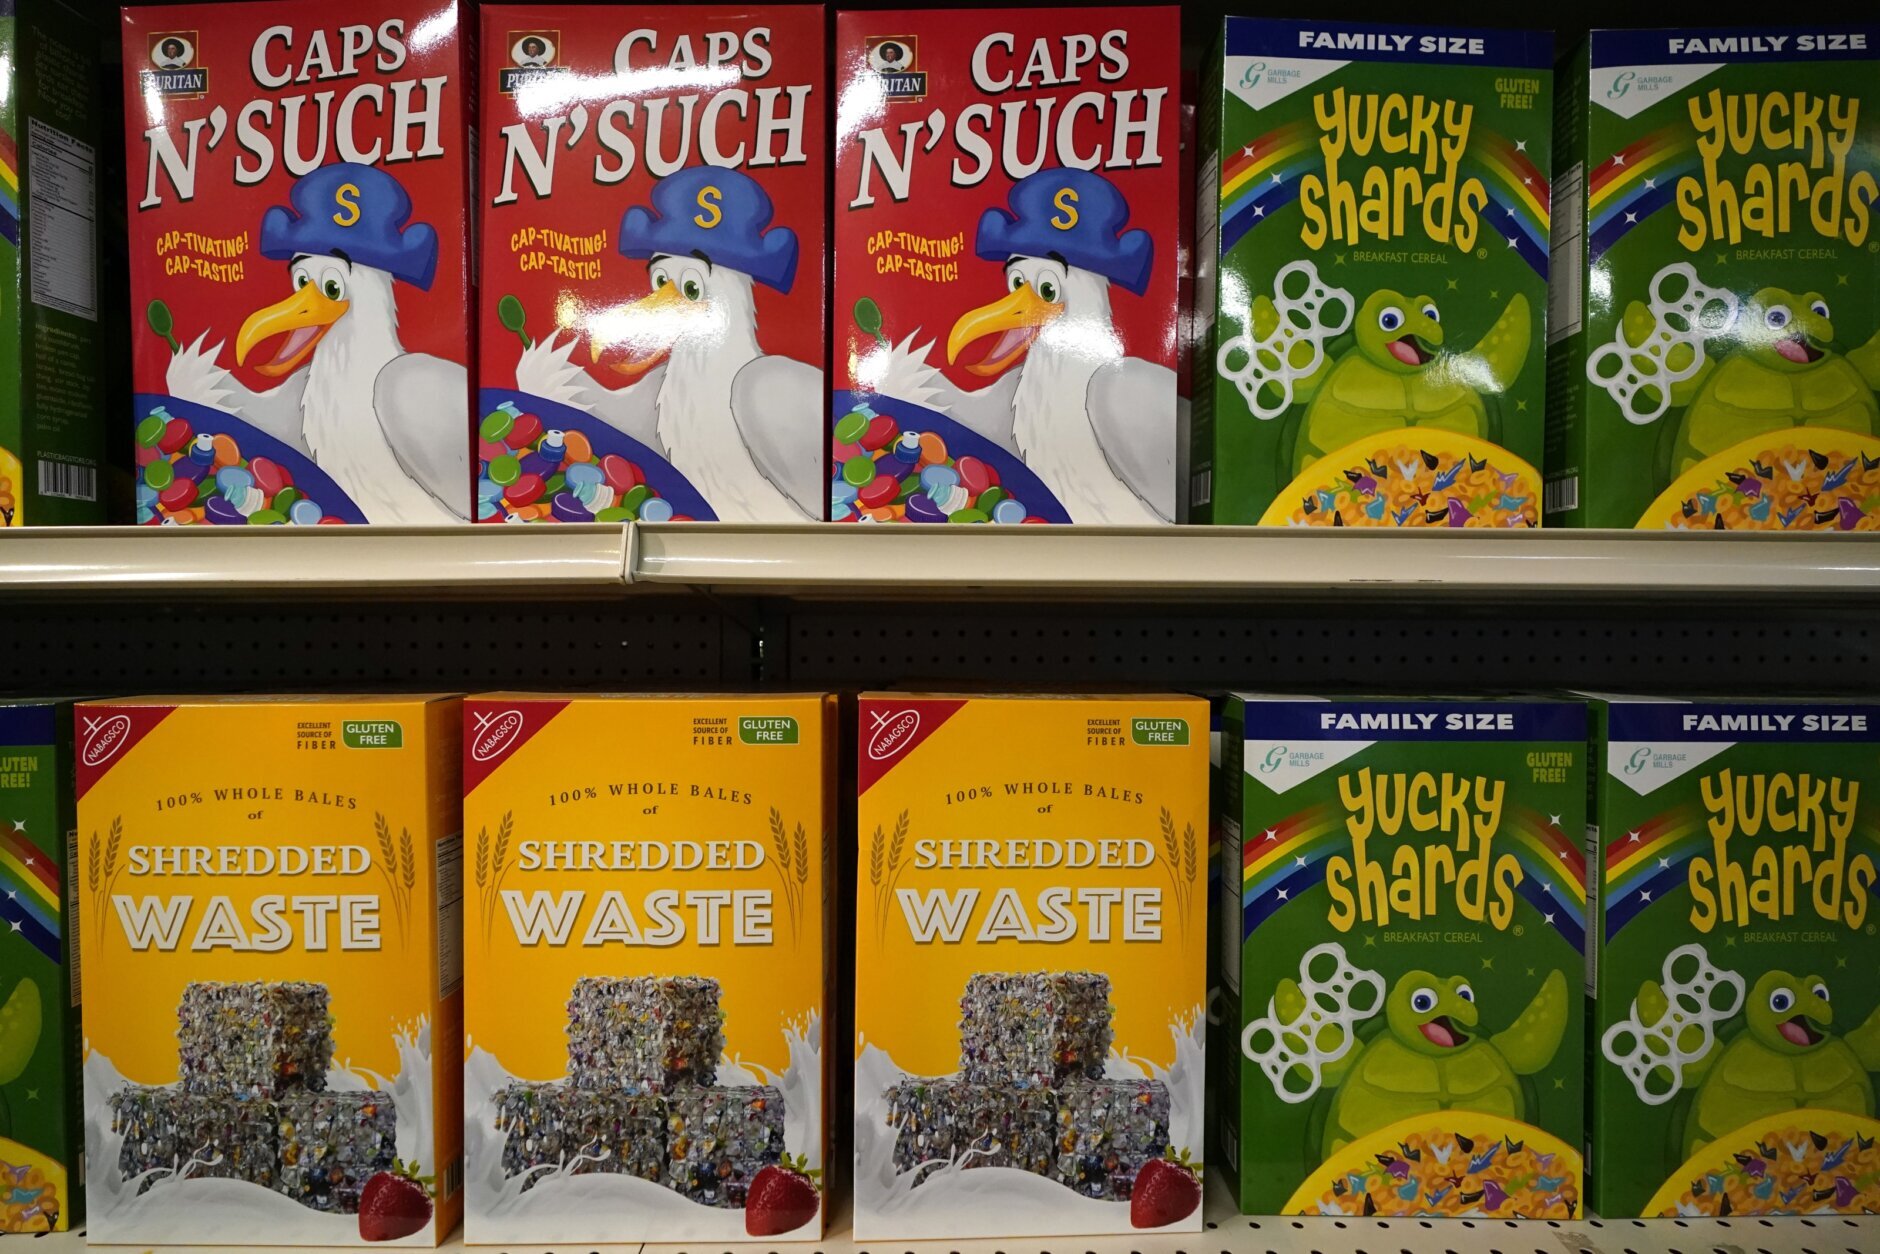 Nutrition Facts
PLASTICBAGSTORE.ORG
PURITAN
CAPS
N'SUCH
S
CAP-TIVATING!
CAP-TASTIC!
CAPS
N'SUCH
S
CAP-TIVATING!
CAP-TASTIC!
CAPS
N'SUCH
S
CAP-TIVATING!
CAP-TASTIC!
FAMILY SIZE
G GARBAGE
MILLS
GLUTEN
FREE!
YUCKY
Shards
BREAKFAST CEREAL
FAMILY SIZE
G GARBAGE
MILLS
YUCKY
Shards
BREAKFAST CEREAL
NABAGSCO
EXCELLENT
SOURCE OF
FIBER
GLUTEN
FREE
100% WHOLE BALES
of
SHREDDED
WASTE
NABAGSCO
EXCELLENT
SOURCE OF
FIBER
GLUTEN
FREE
100% WHOLE BALES
of
SHREDDED
WASTE
NABAGSCO
EXCELLENT
SOURCE OF
FIBER
GLUTEN
FREE
100% WHOLE BALES
of
SHREDDED
WASTE
FAMILY SIZE
G GARBAGE
MILLS
GLUTEN
FREE!
YUCKY
Shards
BREAKFAST CEREAL
FAMILY SIZE
G GARBAGE
MILLS
YUCKY
Shards
BREAKFAST CEREAL